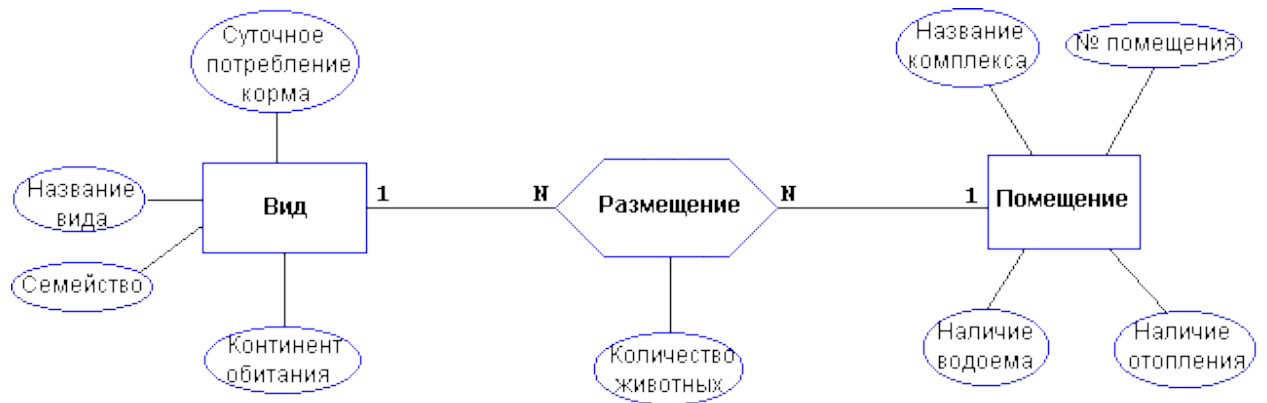 Суточное
потребление
корма
Название
комплекса
№ помещения
Название
вида
Вид
1
N
Размещение
N
1
Помещение
Семейство
Континент
обитания
Количество
животных
Наличие
водоема
Наличие
отопления